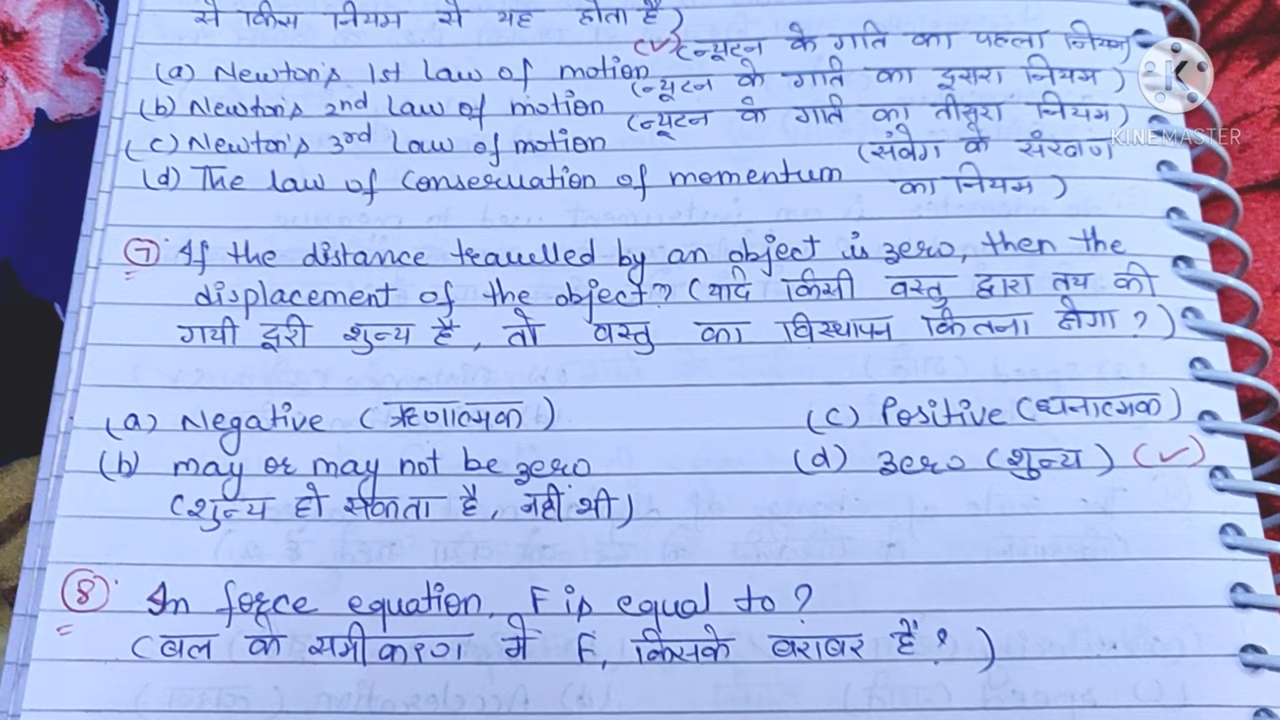 से किस नियम से यह होता है)
(✓) (न्यूटन के गति का पहला नियम)
(a) Newton's 1st law of motion
(न्यूटन के गति का दूसरा नियम)
(b) Newton's 2nd Law of motion
(न्यूटन के गति का तीसरा नियम)
(c) Newton's 3rd Law of motion
(संवेग के संरक्षण
(d) The law of Conservation of momentum
का नियम)
KINEMASTER
7 If the distance travelled by an object is zero, then the
displacement of the object? (यदि किसी वस्तु द्वारा तय की
गयी दूरी शुन्य है, तो वस्तु का विस्थापन कितना होगा?)
(a) Negative (ऋणात्मक)
(c) Positive (धनात्मक)
(b) may or may not be zero
(d) zero (शुन्य) (✓)
(शुन्य हो सकता है, नहीं भी)
8 In force equation, F is equal to?
(बल के समीकरण में F, किसके बराबर है?)